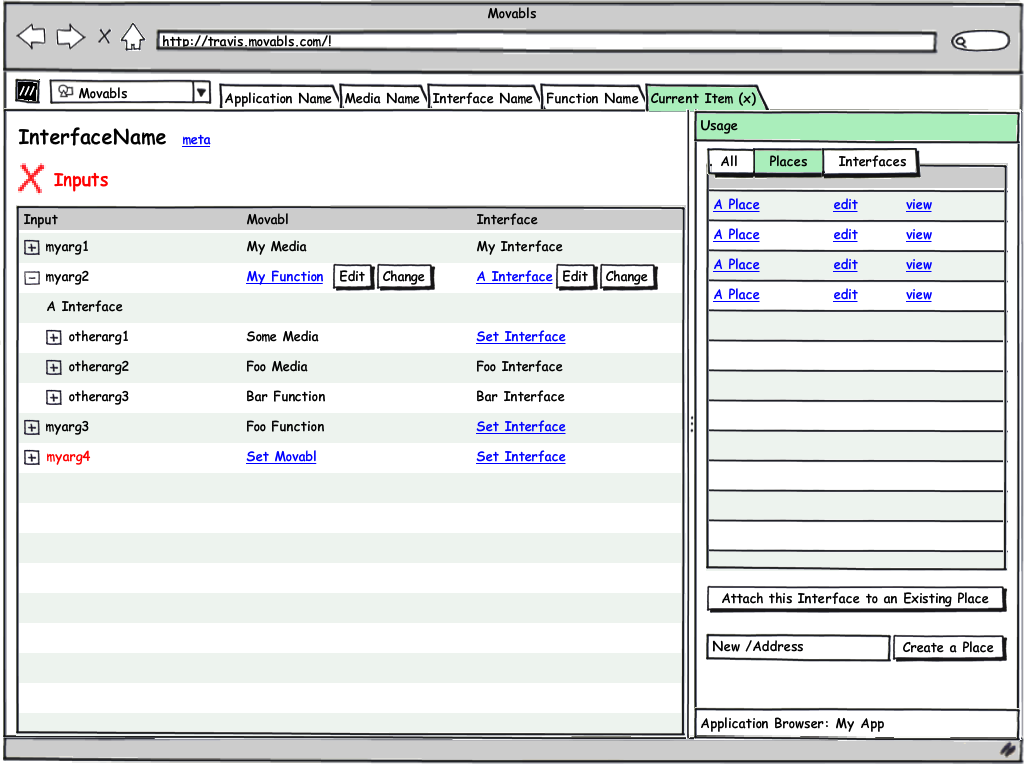 Movabls
http://travis.movabls.com/!
Movabls
Application Name Media Name Interface Name Function Name Current Item (x)
InterfaceName meta
Inputs
Input Movabl Interface
myarg1 My Media My Interface
myarg2 My Function Edit Change A Interface Edit Change
A Interface
otherarg1 Some Media Set Interface
otherarg2 Foo Media Foo Interface
otherarg3 Bar Function Bar Interface
myarg3 Foo Function Set Interface
myarg4 Set Movabl Set Interface
Usage
All Places Interfaces
A Place edit view
A Place edit view
A Place edit view
A Place edit view
Attach this Interface to an Existing Place
New /Address Create a Place
Application Browser: My App